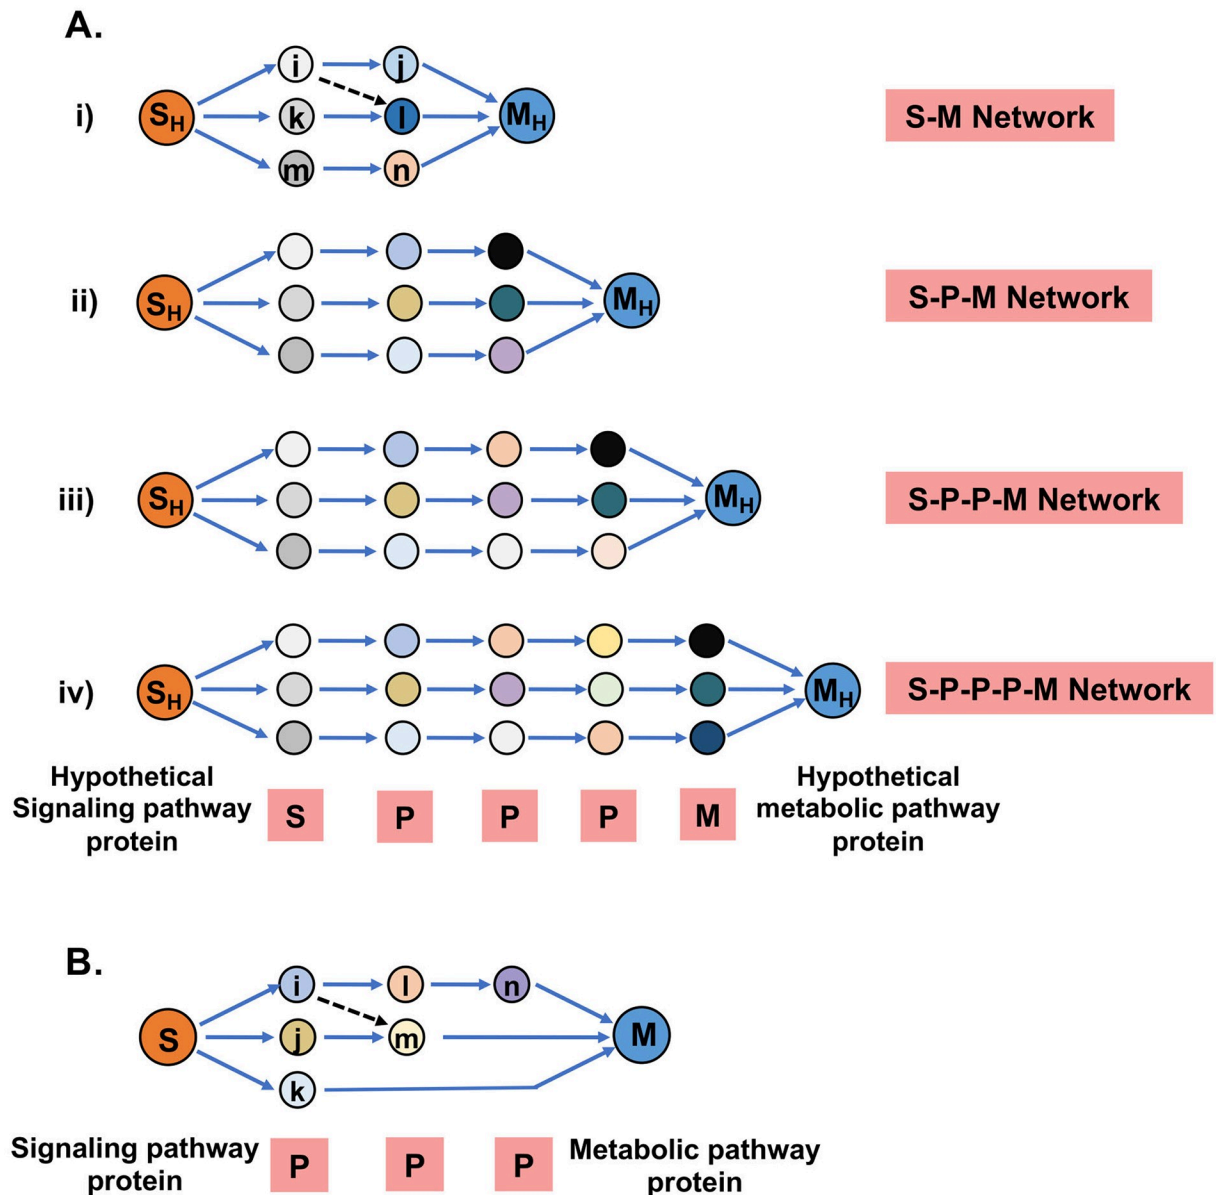 A.
i)
S_H
i
j
k
l
m
n
M_H
S-M Network
ii)
S_H
M_H
S-P-M Network
iii)
S_H
M_H
S-P-P-M Network
iv)
S_H
M_H
S-P-P-P-M Network
Hypothetical
Signaling pathway
protein
S
P
P
P
M
Hypothetical
metabolic pathway
protein
B.
S
i
l
n
j
m
k
M
Signaling pathway
protein
P
P
P
Metabolic pathway
protein